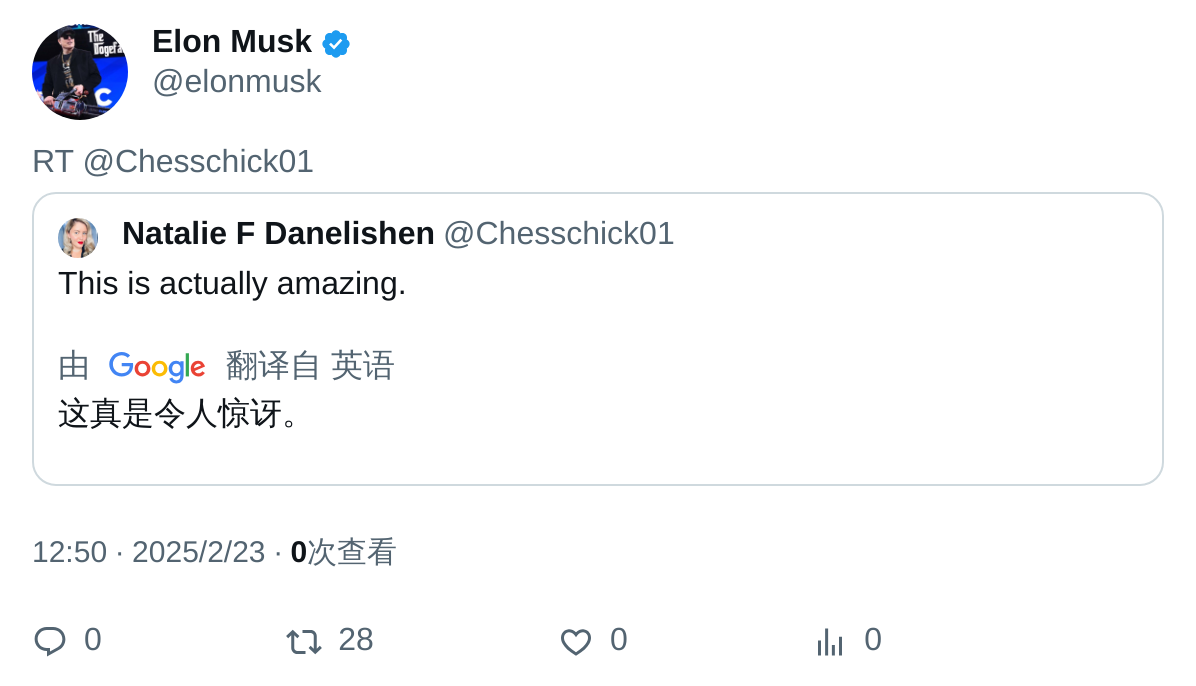 The
Dogefa
Elon Musk
@elonmusk
RT @Chesschick01
Natalie F Danelishen @Chesschick01
This is actually amazing.
由 Google 翻译自 英语
这真是令人惊讶。
12:50 · 2025/2/23 · 0次查看
0 28 0 0